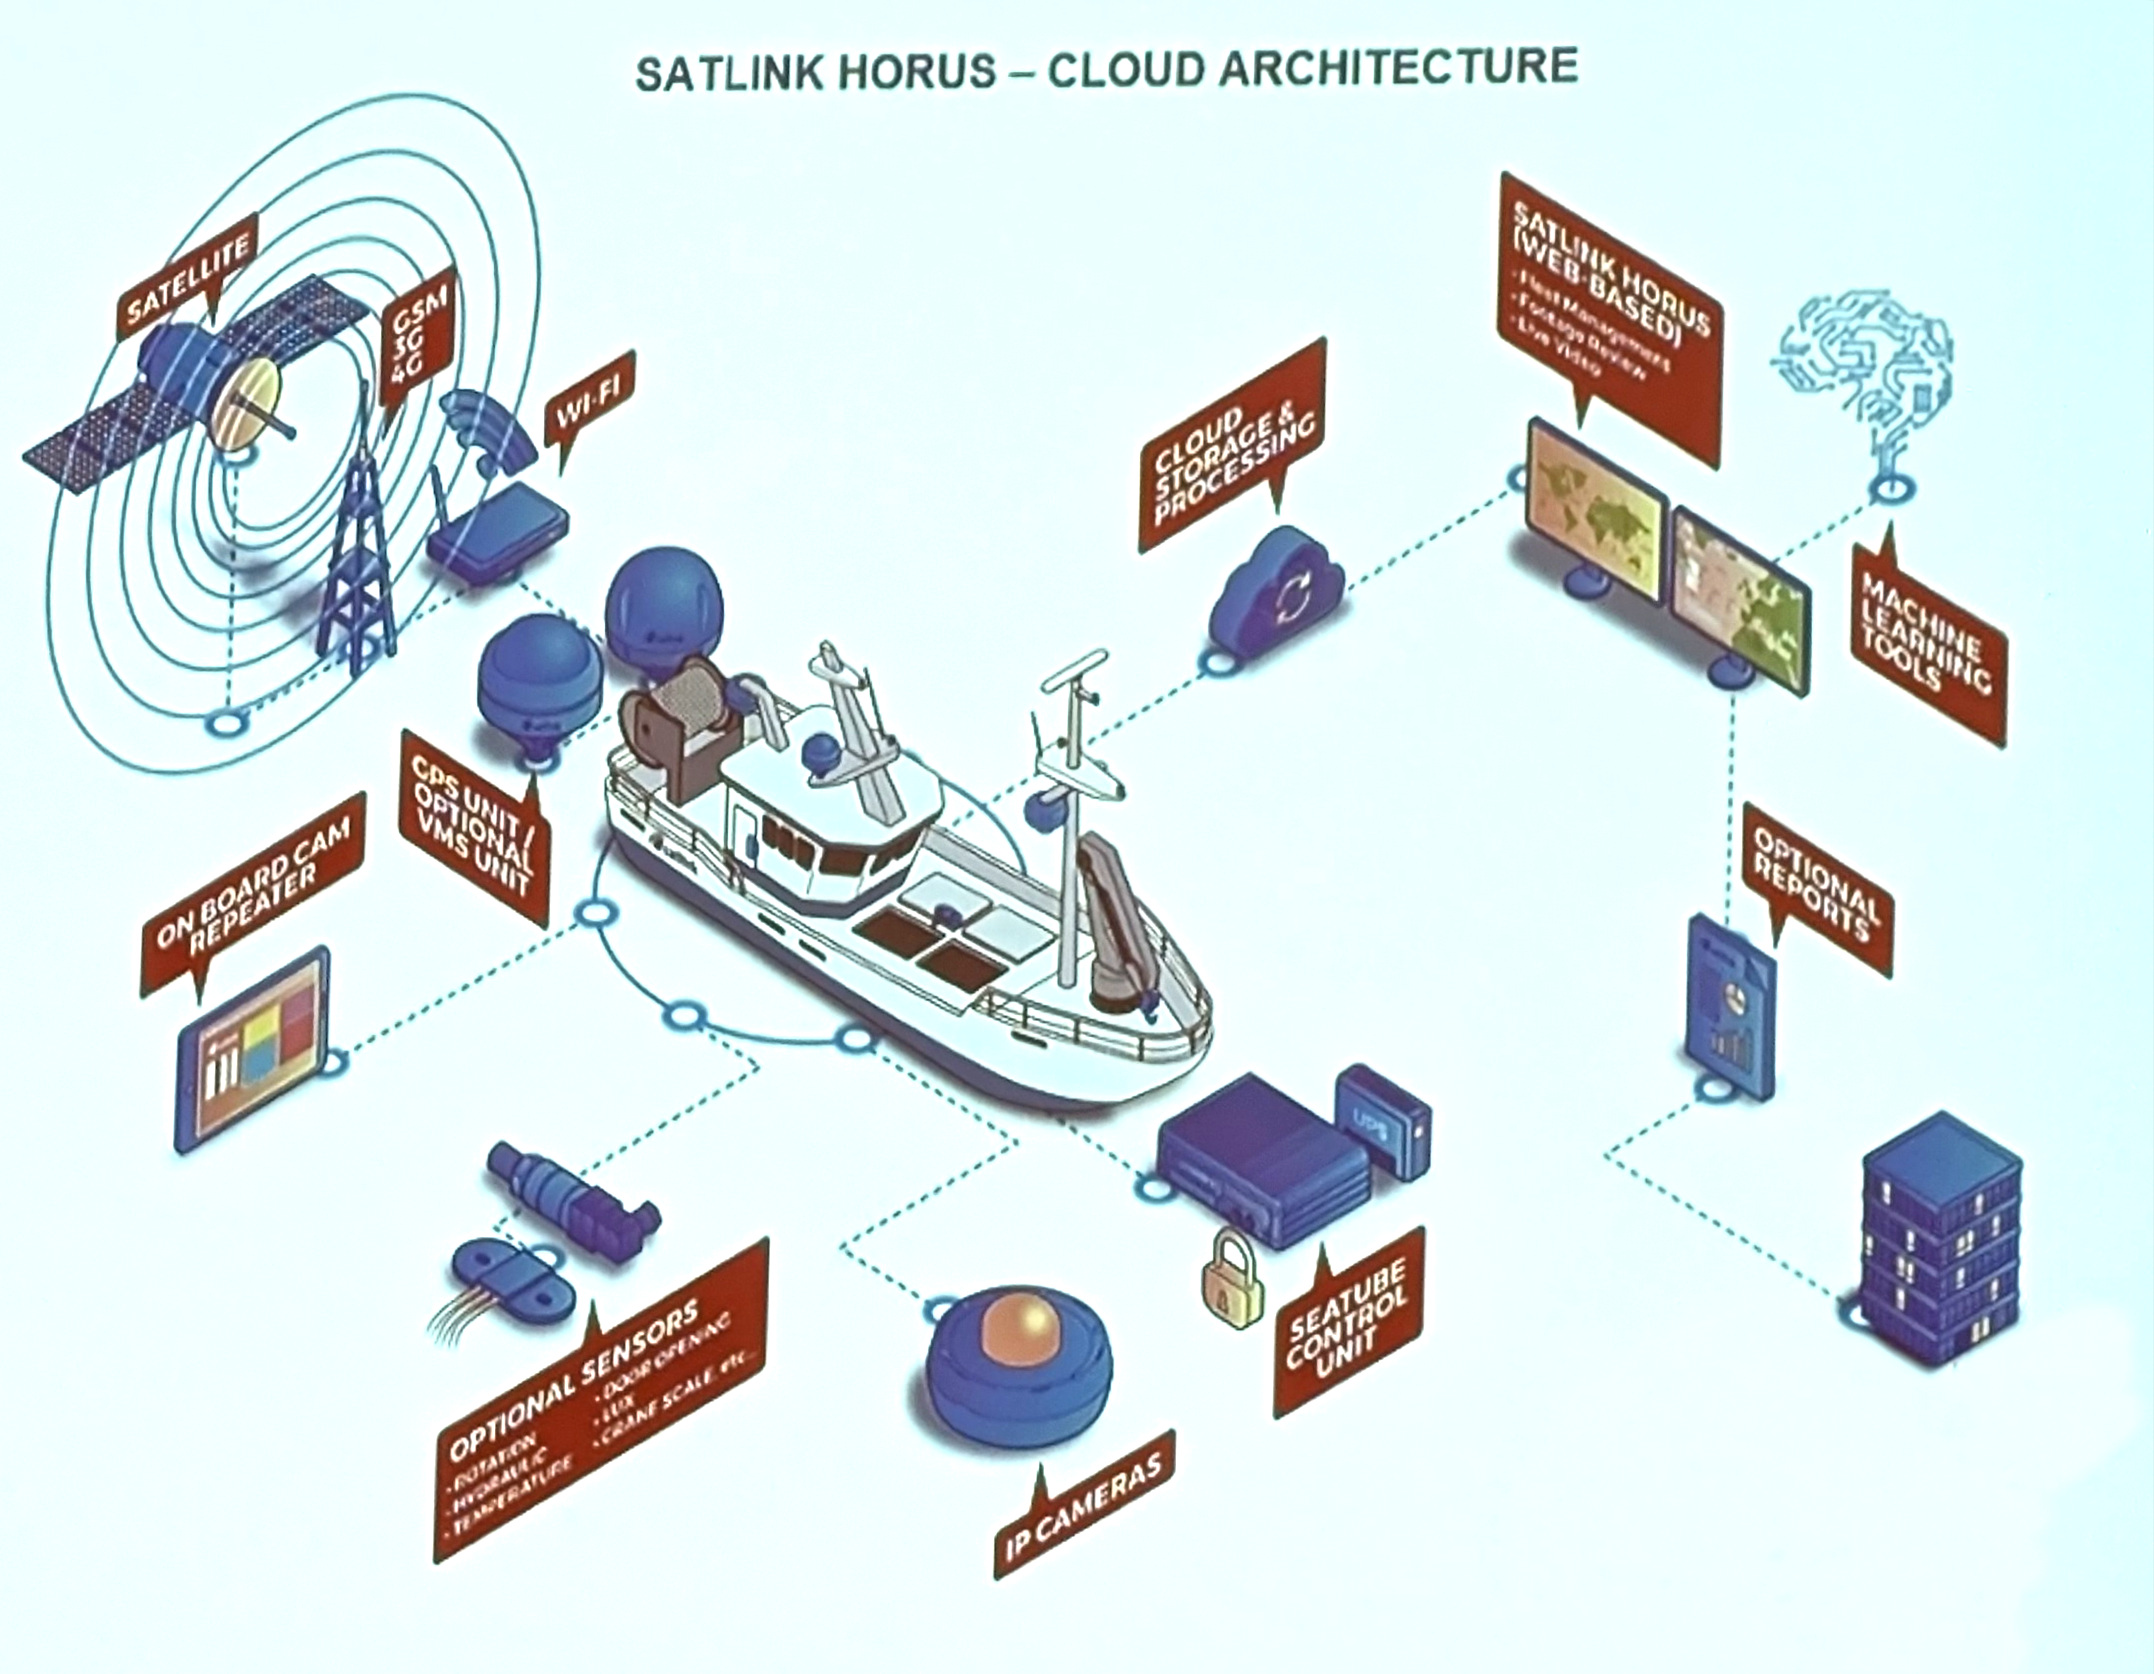 SATLINK HORUS – CLOUD ARCHITECTURE
SATELLITE
GSM
3G
4G
WI-FI
GPS UNIT /
OPTIONAL
VMS UNIT
ON BOARD CAM
REPEATER
OPTIONAL SENSORS
· ROTATION
· HYDRAULIC
· TEMPERATURE
· DOOR OPENING
· LUX
· CRANE SCALE, etc...
IP CAMERAS
SEATUBE
CONTROL
UNIT
UPS
CLOUD
STORAGE &
PROCESSING
SATLINK HORUS
(WEB-BASED)
· Fleet Management
· Footage Review
· Live Video
MACHINE
LEARNING
TOOLS
OPTIONAL
REPORTS